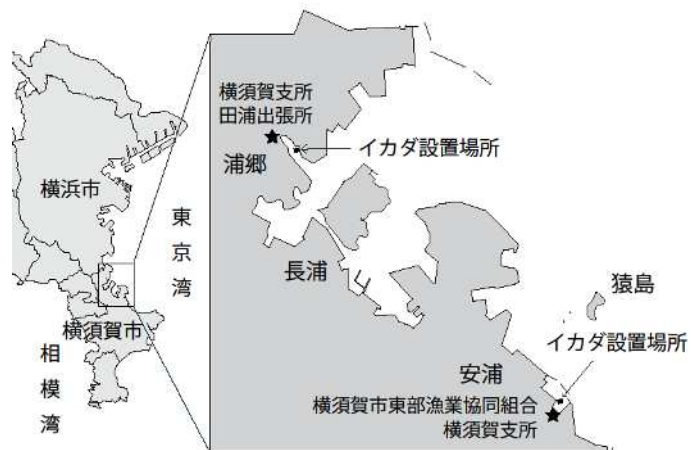 横浜市
東京湾
横須賀市
相模湾
横須賀支所
田浦出張所
イカダ設置場所
浦郷
長浦
猿島
イカダ設置場所
安浦
横須賀市東部漁業協同組合
横須賀支所